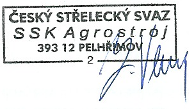 ČESKÝ STŘELECKÝ SVAZ
SSK Agrostroj
393 12 PELHŘIMOV
2